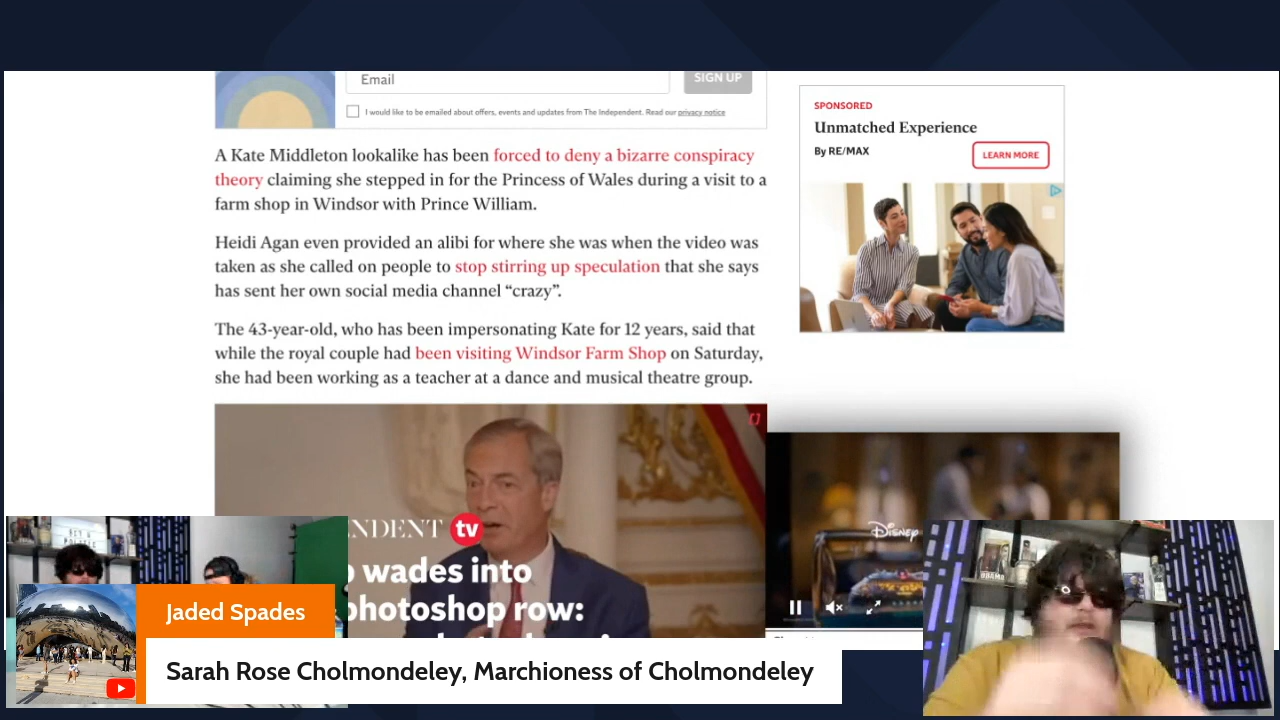 Email
SIGN UP
I would like to be emailed about offers, events and updates from The Independent. Read our privacy notice
A Kate Middleton lookalike has been forced to deny a bizarre conspiracy
theory claiming she stepped in for the Princess of Wales during a visit to a
farm shop in Windsor with Prince William.
Heidi Agan even provided an alibi for where she was when the video was
taken as she called on people to stop stirring up speculation that she says
has sent her own social media channel “crazy”.
The 43-year-old, who has been impersonating Kate for 12 years, said that
while the royal couple had been visiting Windsor Farm Shop on Saturday,
she had been working as a teacher at a dance and musical theatre group.
SPONSORED
Unmatched Experience
By RE/MAX
LEARN MORE
NDENT tv
wades into
photoshop row:
Disney
Jaded Spades
Sarah Rose Cholmondeley, Marchioness of Cholmondeley